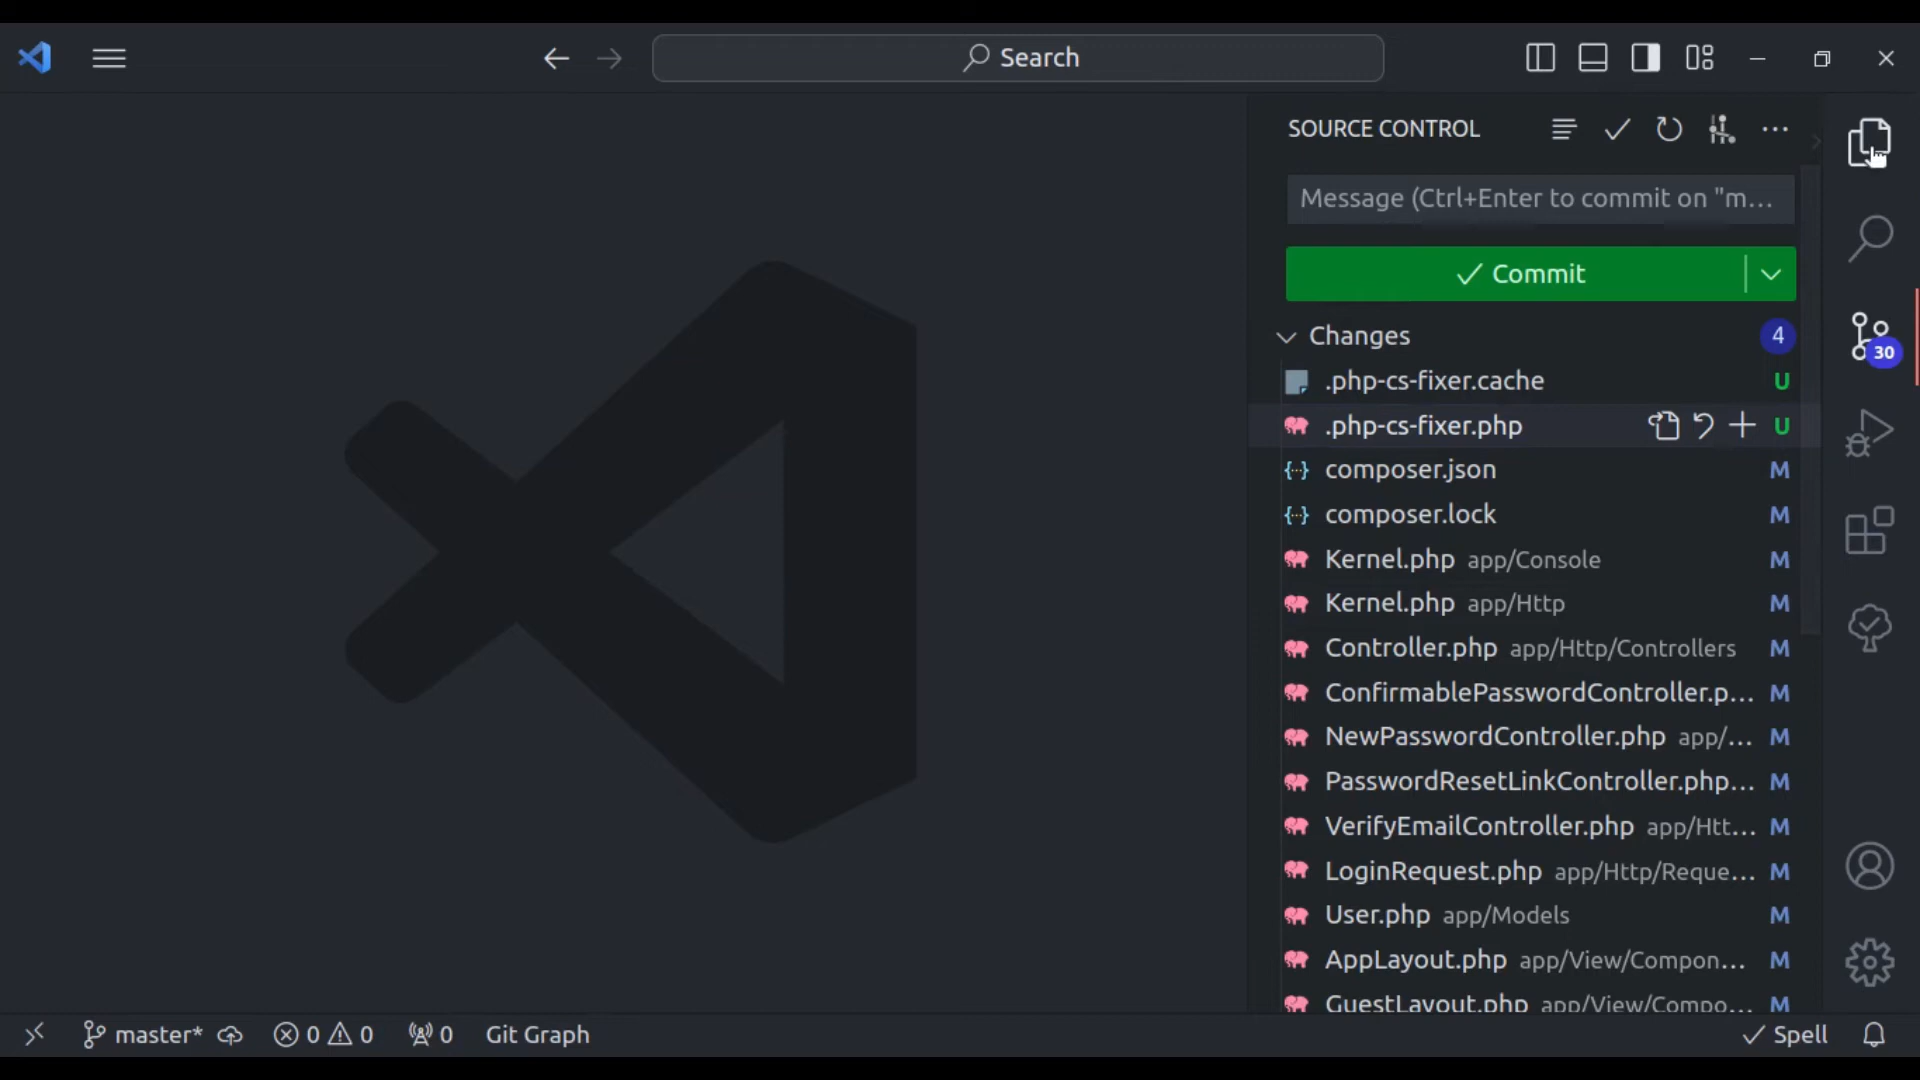 Search
SOURCE CONTROL
Message (Ctrl+Enter to commit on "m...
Commit
Changes 4
.php-cs-fixer.cache U
.php-cs-fixer.php U
composer.json M
composer.lock M
Kernel.php app/Console M
Kernel.php app/Http M
Controller.php app/Http/Controllers M
ConfirmablePasswordController.p... M
NewPasswordController.php app/... M
PasswordResetLinkController.php... M
VerifyEmailController.php app/Htt... M
LoginRequest.php app/Http/Reque... M
User.php app/Models M
AppLayout.php app/View/Compon... M
GuestLayout.php app/View/Compo... M
30
master* 0 0 0 Git Graph Spell